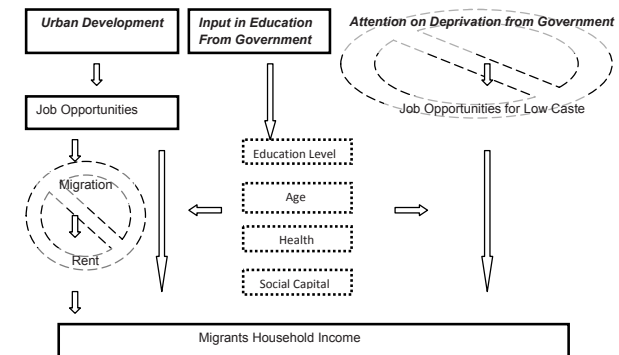 Urban Development
Input in Education
From Government
Attention on Deprivation from Government
Job Opportunities
Job Opportunities for Low Caste
Education Level
Migration
Age
Health
Rent
Social Capital
Migrants Household Income